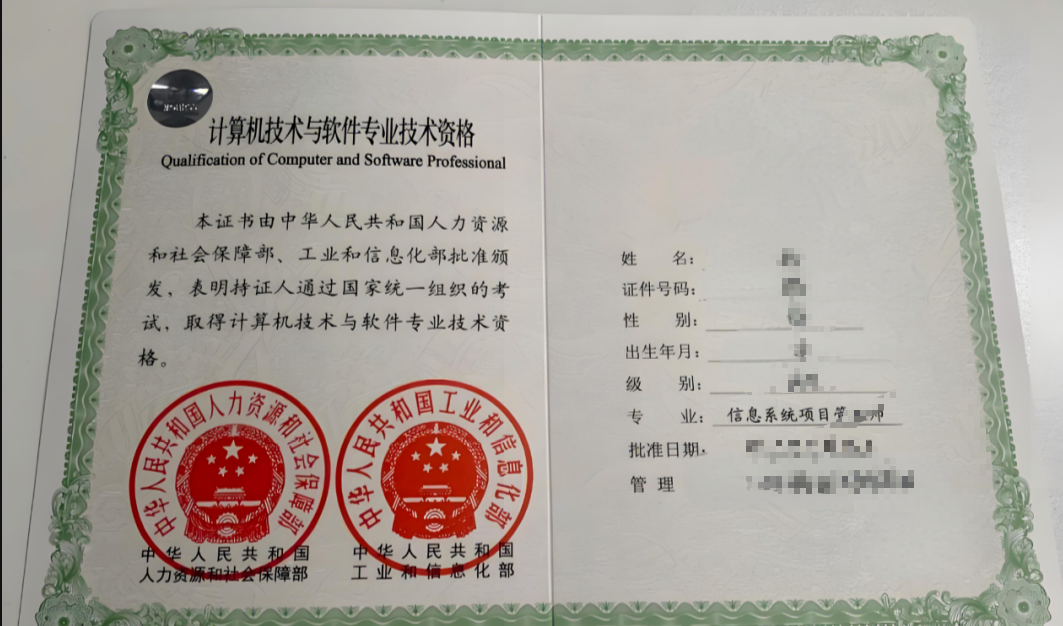 计算机技术与软件专业技术资格
Qualification of Computer and Software Professional
本证书由中华人民共和国人力资源
和社会保障部、工业和信息化部批准颁
发，表明持证人通过国家统一组织的考
试，取得计算机技术与软件专业技术资
格。
中华人民共和国人力资源和社会保障部
中华人民共和国工业和信息化部
中华人民共和国
人力资源和社会保障部
中华人民共和国
工业和信息化部
姓 名：
证件号码：
性 别：
出生年月：
级 别：
专 业： 信息系统项目管 师
批准日期
管理